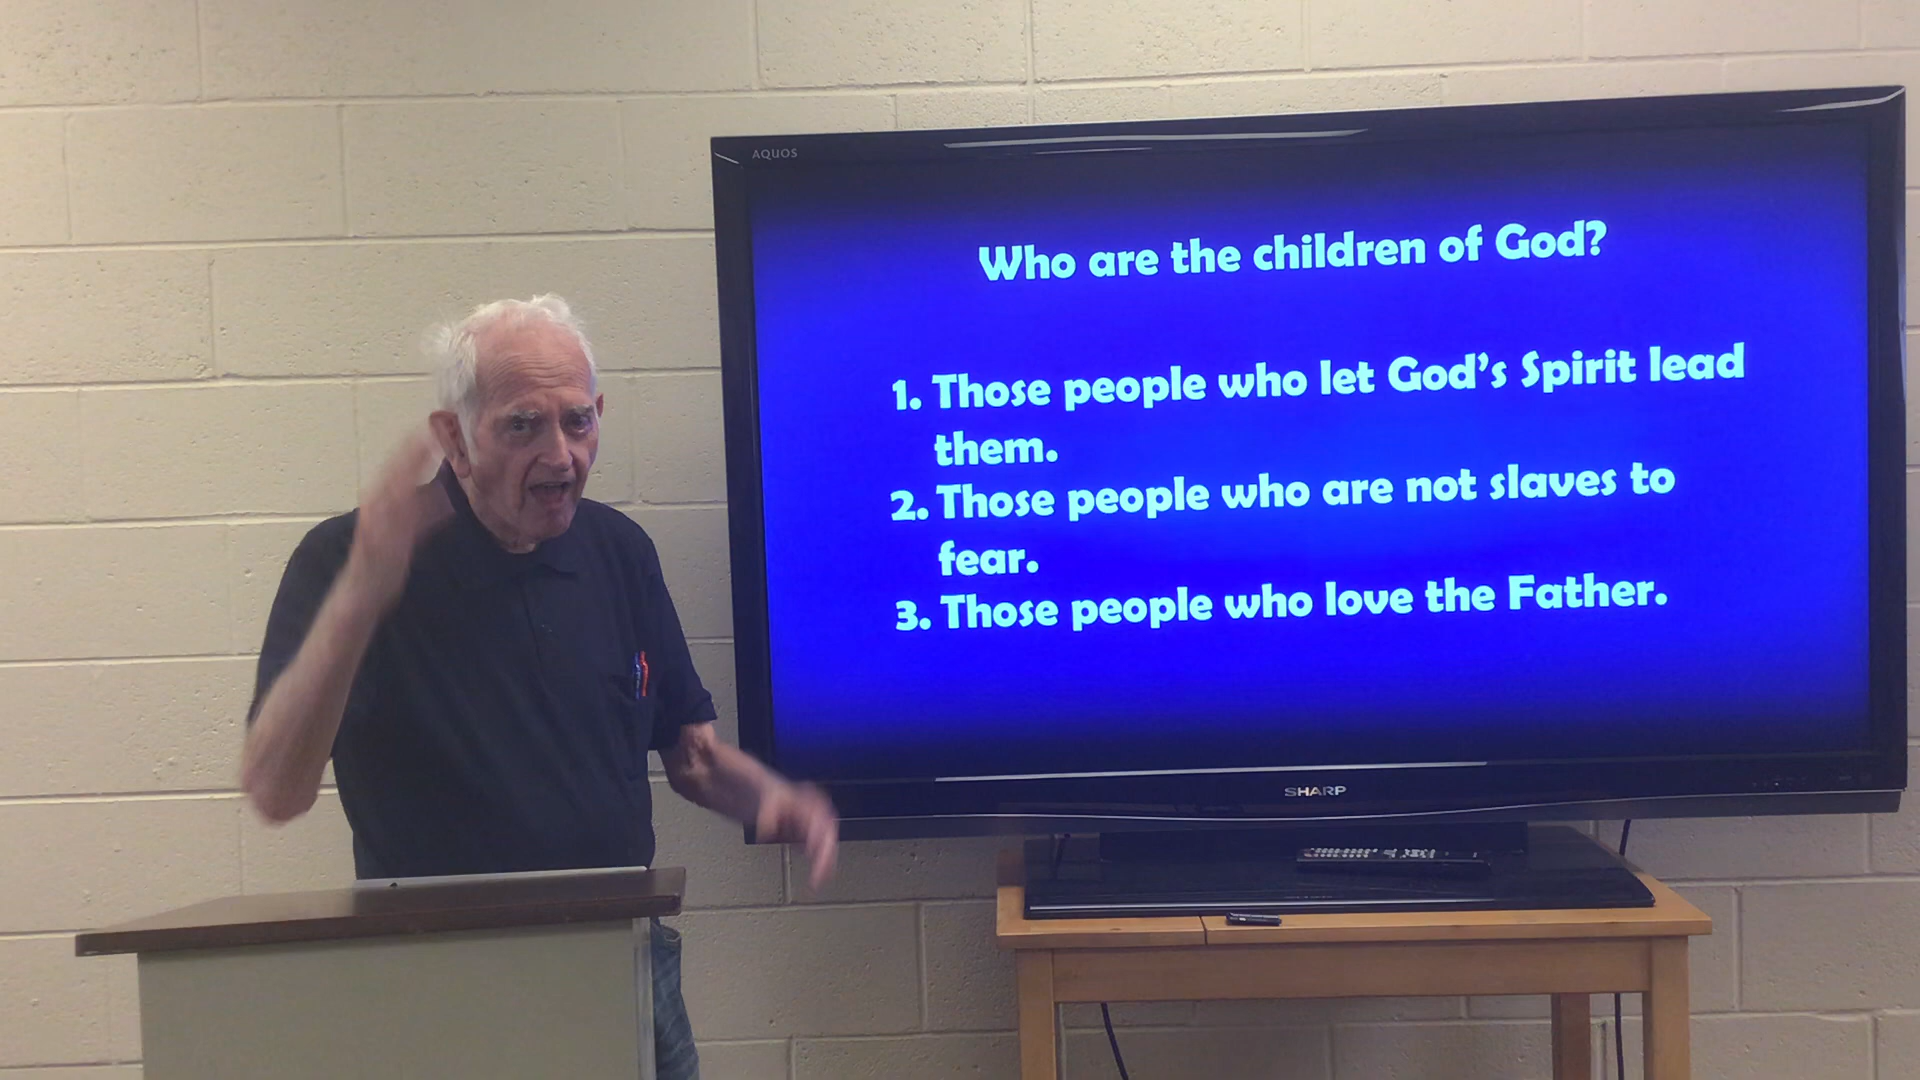 AQUOS
Who are the children of God?
1. Those people who let God's Spirit lead
them.
2. Those people who are not slaves to
fear.
3. Those people who love the Father.
SHARP